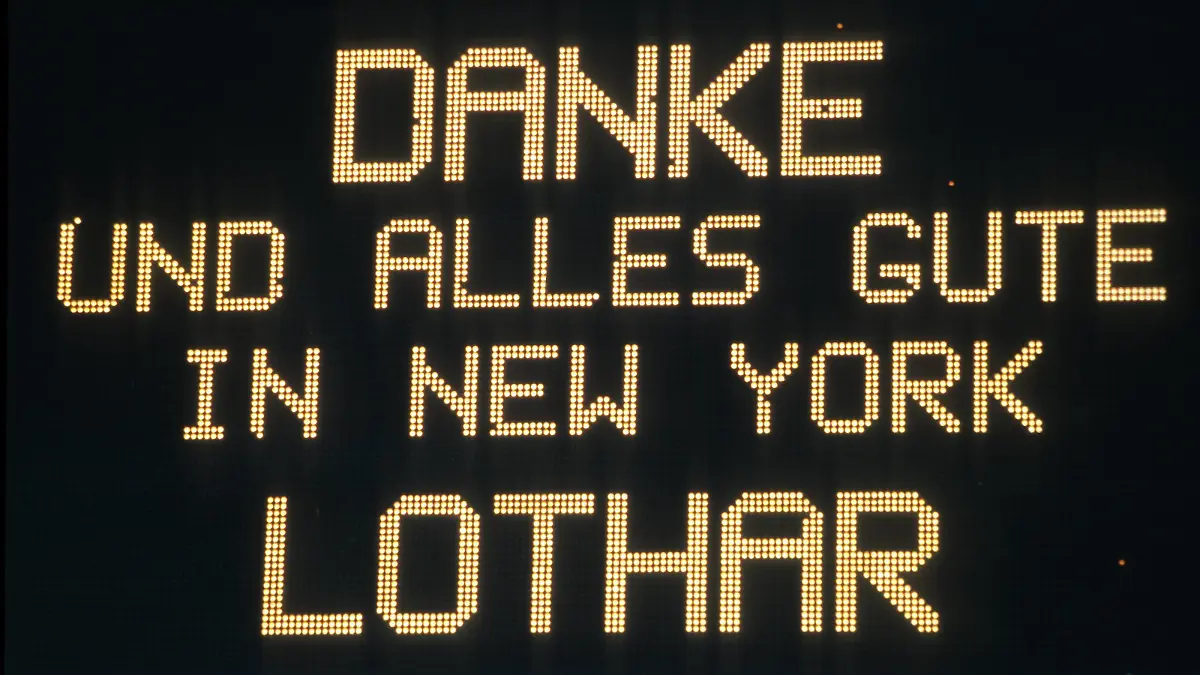 DANKE
UND ALLES GUTE
IN NEW YORK
LOTHAR